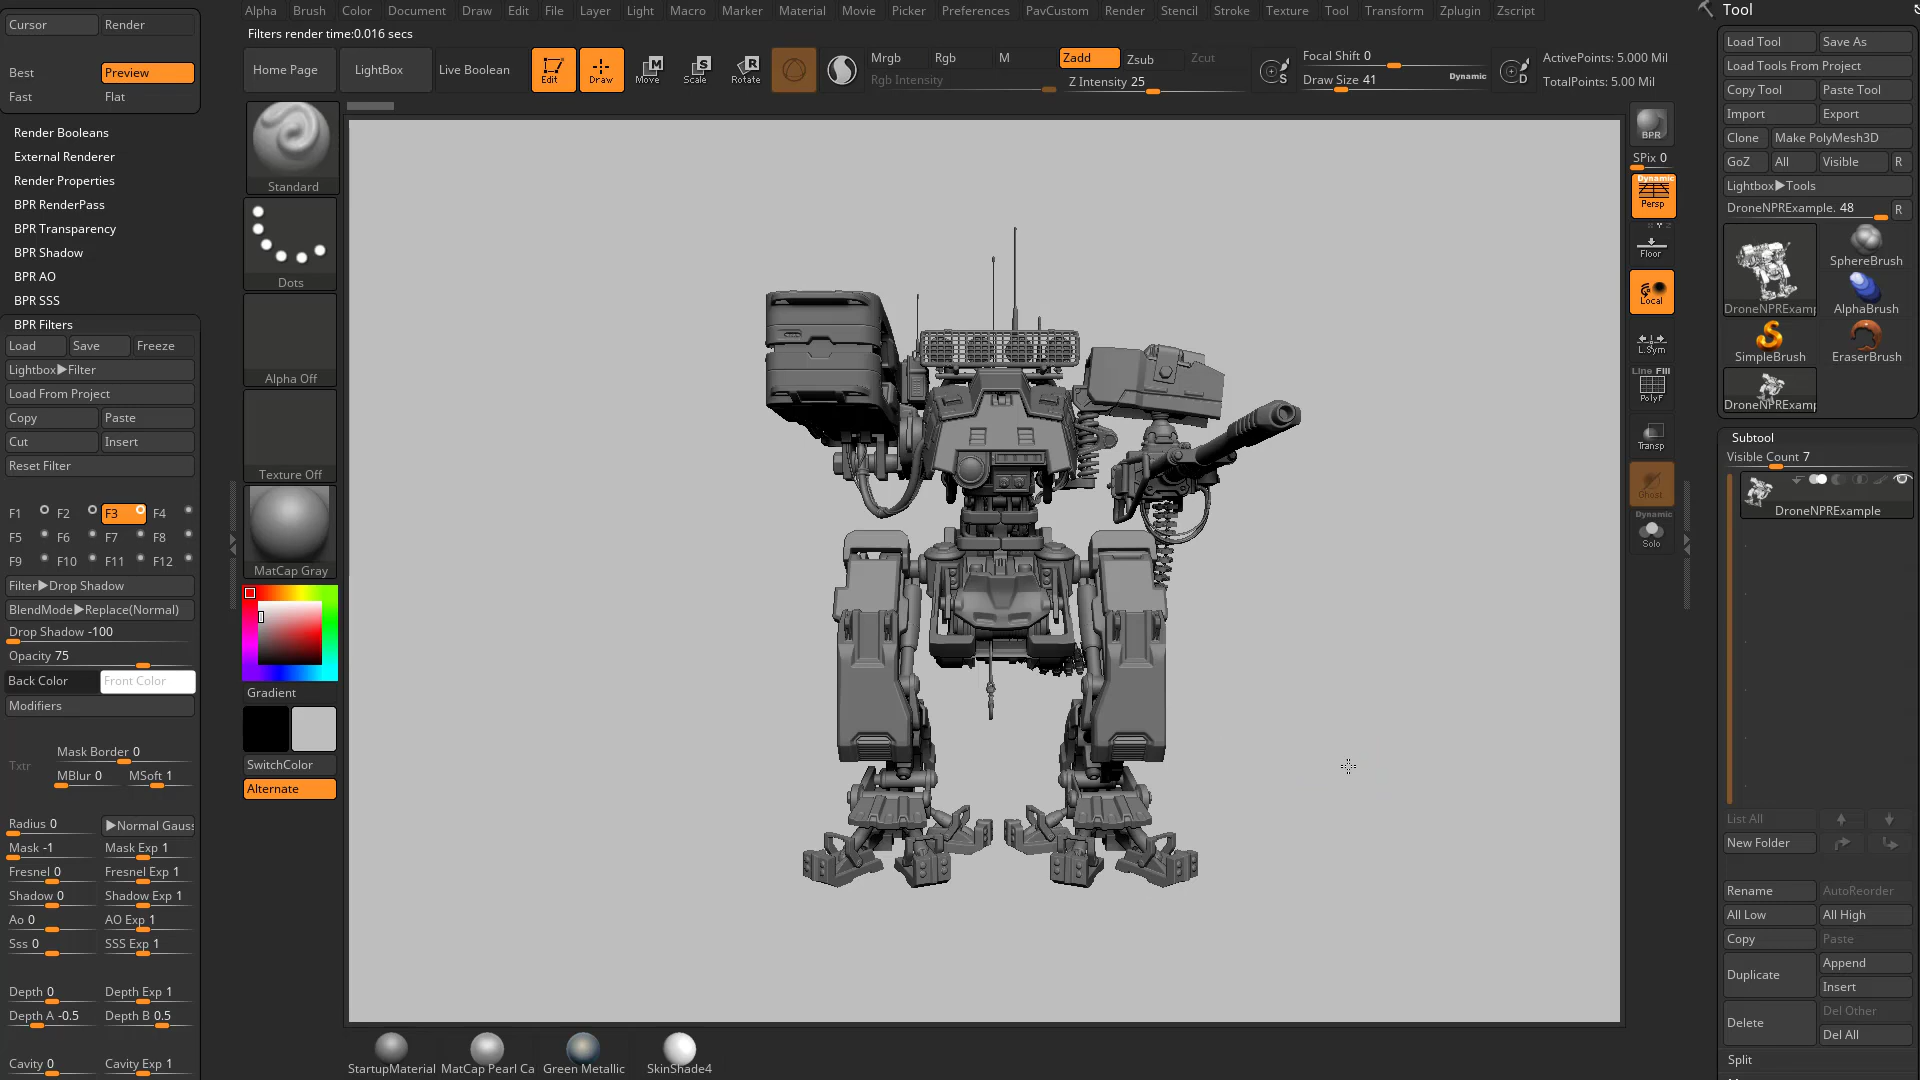 Alpha Brush Color Document Draw Edit File Layer Light Macro Marker Material Movie Picker Preferences PavCustom Render Stencil Stroke Texture Tool Transform Zplugin Zscript
Filters render time:0.016 secs
Cursor Render
Best Preview
Fast Flat
Render Booleans
External Renderer
Render Properties
BPR RenderPass
BPR Transparency
BPR Shadow
BPR AO
BPR SSS
BPR Filters
Load Save Freeze
Lightbox▶Filter
Load From Project
Copy Paste
Cut Insert
Reset Filter
F1 F2 F3 F4
F5 F6 F7 F8
F9 F10 F11 F12
Filter▶Drop Shadow
BlendMode▶Replace(Normal)
Drop Shadow -100
Opacity 75
Back Color Front Color
Modifiers
Mask Border 0
Txtr
MBlur 0 MSoft 1
Radius 0 ▶Normal Gauss
Mask -1 Mask Exp 1
Fresnel 0 Fresnel Exp 1
Shadow 0 Shadow Exp 1
Ao 0 AO Exp 1
Sss 0 SSS Exp 1
Depth 0 Depth Exp 1
Depth A -0.5 Depth B 0.5
Cavity 0 Cavity Exp 1
Home Page LightBox Live Boolean Edit Draw Move Scale Rotate
M S R
Mrgb Rgb M
Rgb Intensity
Zadd Zsub Zcut
Z Intensity 25
S
Focal Shift 0
Draw Size 41 Dynamic
D
ActivePoints: 5.000 Mil
TotalPoints: 5.00 Mil
Standard
Dots
Alpha Off
Texture Off
MatCap Gray
Gradient
SwitchColor
Alternate
StartupMaterial MatCap Pearl Ca Green Metallic SkinShade4
BPR
SPix 0
Dynamic
Persp
Floor
Local
L.Sym
Line Fill
PolyF
Transp
Ghost
Dynamic
Solo
Tool
Load Tool Save As
Load Tools From Project
Copy Tool Paste Tool
Import Export
Clone Make PolyMesh3D
GoZ All Visible R
Lightbox▶Tools
DroneNPRExample. 48 R
DroneNPRExamp
SphereBrush
AlphaBrush
SimpleBrush
EraserBrush
DroneNPRExamp
Subtool
Visible Count 7
DroneNPRExample
List All
New Folder
Rename AutoReorder
All Low All High
Copy Paste
Duplicate Append
Insert
Delete Del Other
Del All
Split